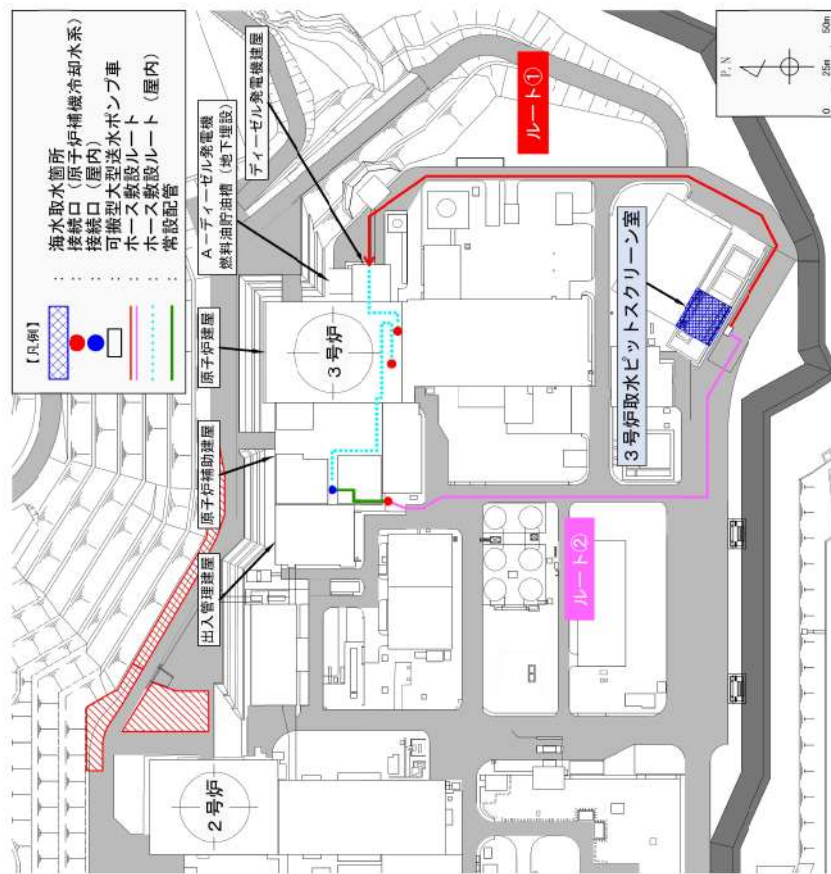 【凡例】
： 海水取水箇所
： 接続口（原子炉補機冷却水系）
： 接続口（屋内）
： 可搬型大型送水ポンプ車
： ホース敷設ルート
： ホース敷設ルート（屋内）
： 常設配管
P.N
0 25m 50m
出入管理建屋
原子炉補助建屋
原子炉建屋
A－ディーゼル発電機
燃料油貯油槽（地下埋設）
ディーゼル発電機建屋
2号炉
3号炉
ルート①
ルート②
3号炉取水ピットスクリーン室